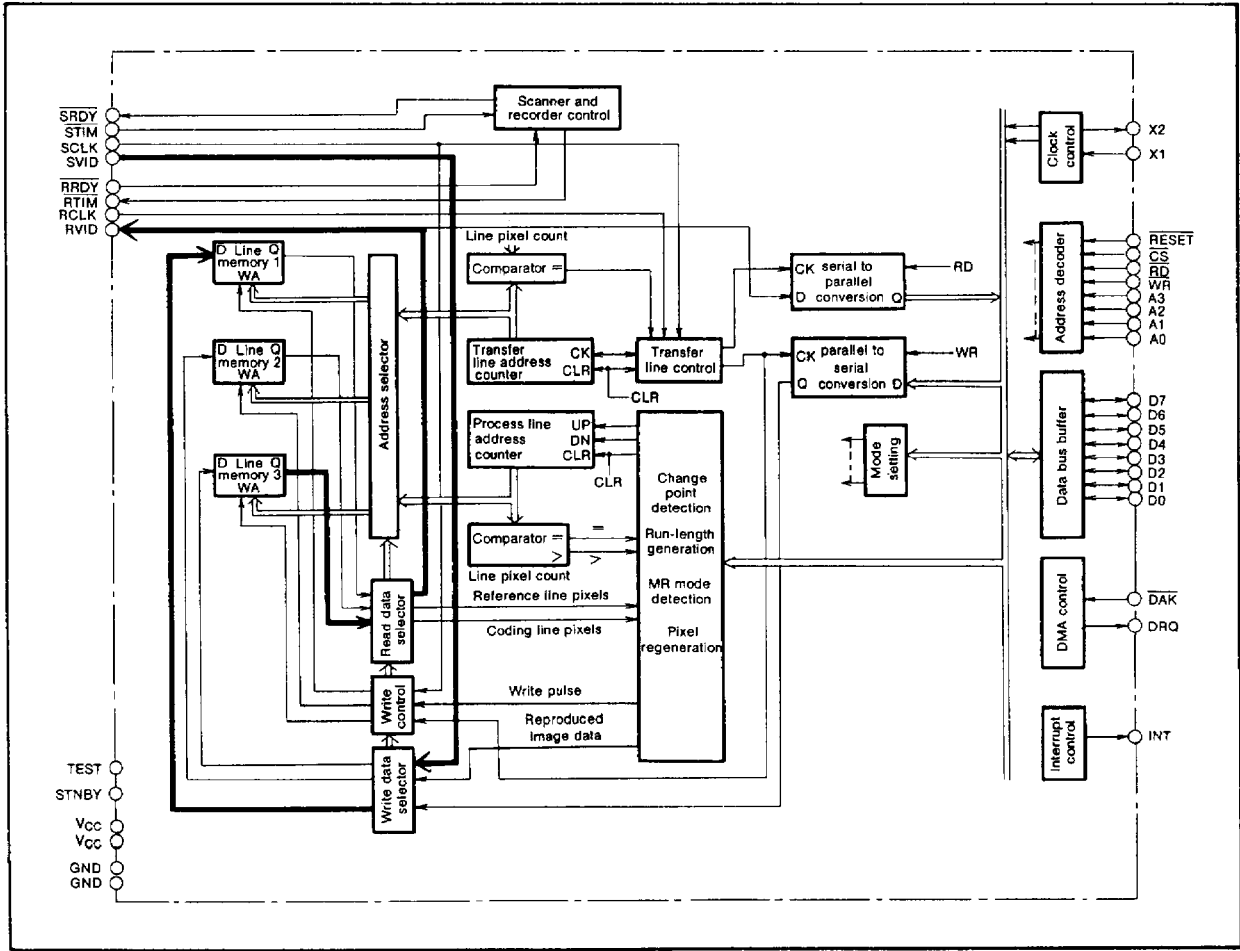 SRDY
STIM
SCLK
SVID
RRDY
RTIM
RCLK
RVID
TEST
STNBY
VCC
VCC
GND
GND
Scanner and
recorder control
D Line Q
memory 1
WA
D Line Q
memory 2
WA
D Line Q
memory 3
WA
Address selector
Read data
selector
Write
control
Write data
selector
Line pixel count
Comparator =
Transfer
line address
counter
CK
CLR
CLR
Transfer
line control
Process line
address
counter
UP
DN
CLR
CLR
Comparator =
>
=
>
Line pixel count
Reference line pixels
Coding line pixels
Write pulse
Reproduced
image data
Change
point
detection
Run-length
generation
MR mode
detection
Pixel
regeneration
CK serial to
parallel
D conversion Q
RD
CK parallel to
serial
Q conversion D
WR
Mode
setting
Clock
control
Address decoder
Data bus buffer
DMA control
Interrupt
control
X2
X1
RESET
CS
RD
WR
A3
A2
A1
A0
D7
D6
D5
D4
D3
D2
D1
D0
DAK
DRQ
INT